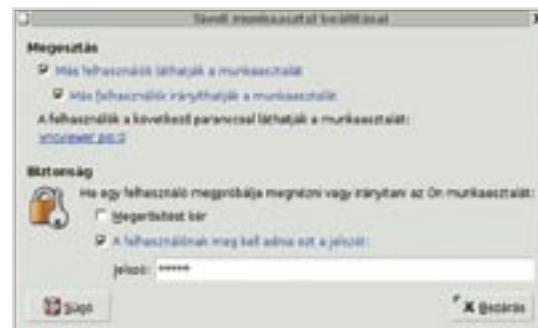 Távoli munkaasztal beállításai
Megosztás
Más felhasználók láthatják a munkaasztalát
Más felhasználók irányíthatják a munkaasztalát
A felhasználók a következő paranccsal láthatják a munkaasztalát:
vncviewer
Biztonság
Ha egy felhasználó megpróbálja megnézni vagy irányítani az Ön munkaasztalát:
Megerősítést kér
A felhasználónak meg kell adnia ezt a jelszót:
Jelszó: *****
Súgó
Bezárás